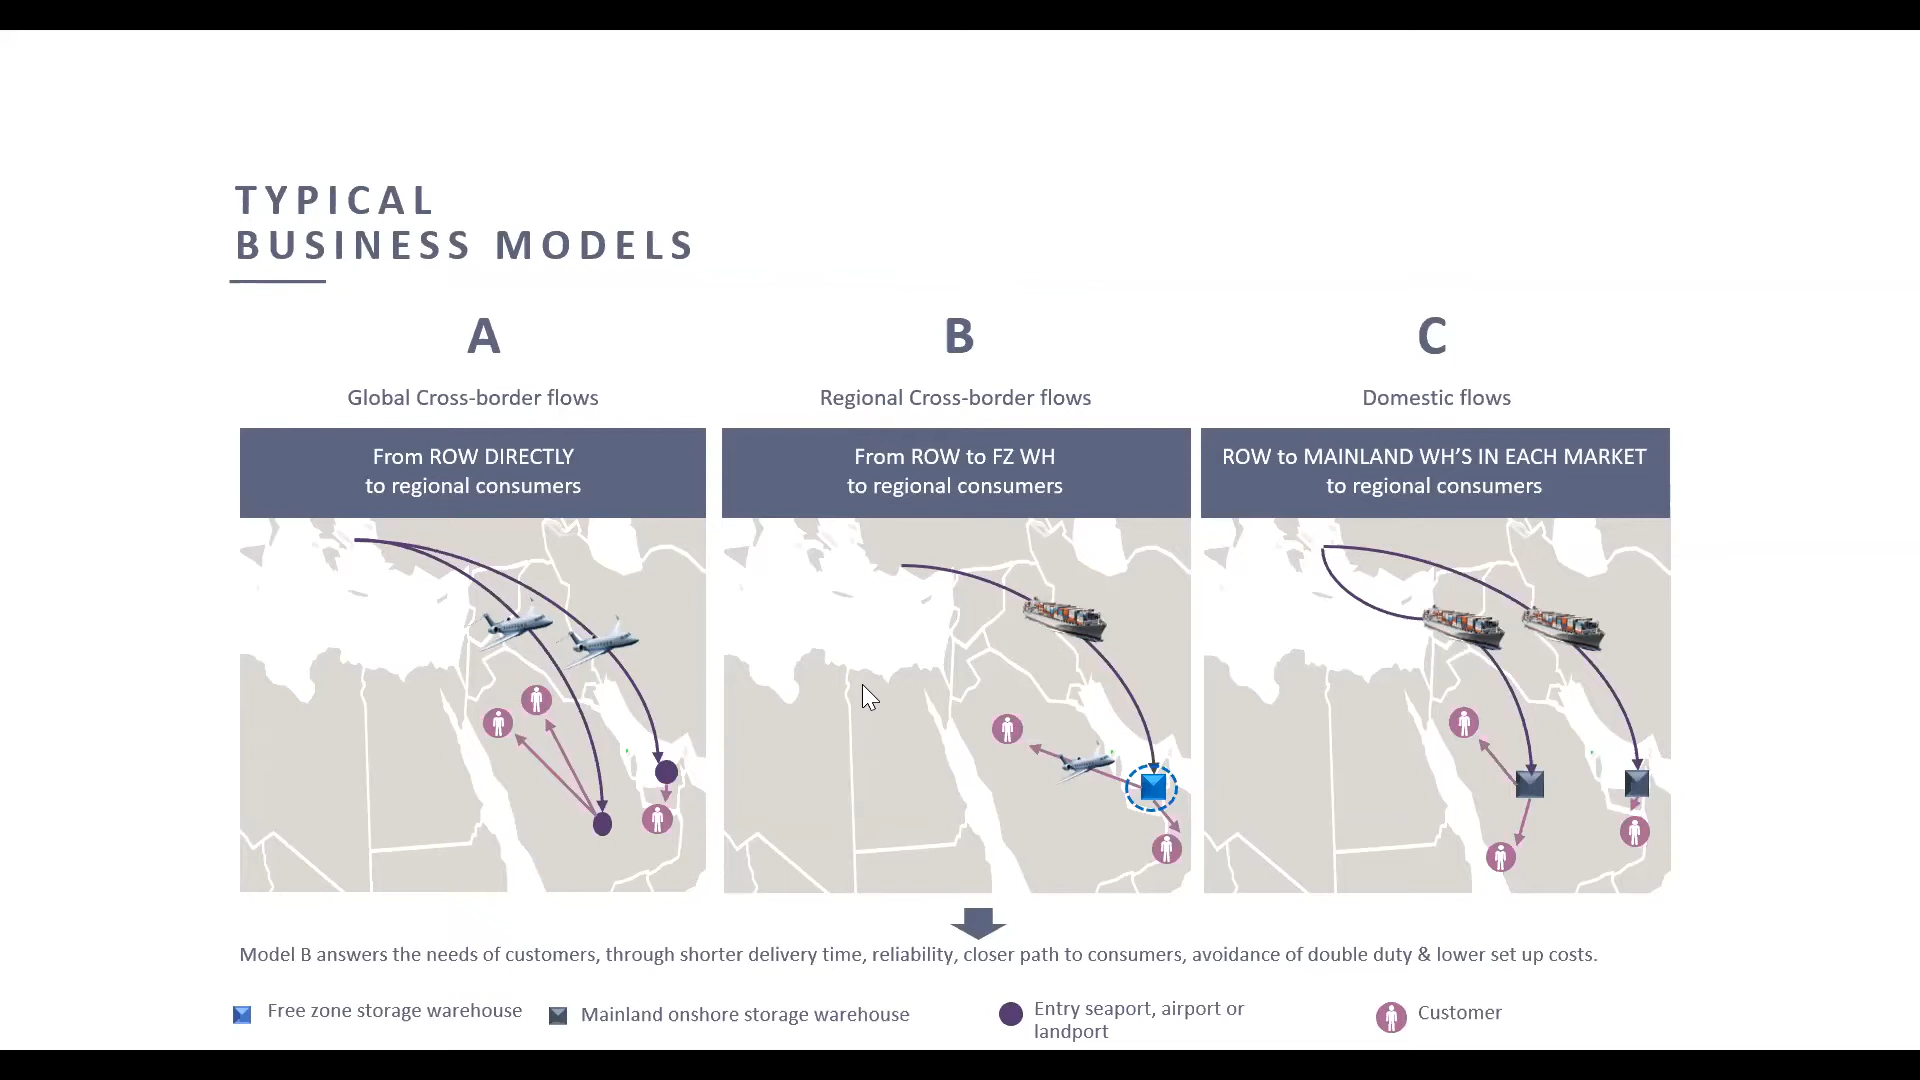 TYPICAL
BUSINESS MODELS
A
Global Cross-border flows
From ROW DIRECTLY
to regional consumers
B
Regional Cross-border flows
From ROW to FZ WH
to regional consumers
C
Domestic flows
ROW to MAINLAND WH’S IN EACH MARKET
to regional consumers
Model B answers the needs of customers, through shorter delivery time, reliability, closer path to consumers, avoidance of double duty & lower set up costs.
Free zone storage warehouse
Mainland onshore storage warehouse
Entry seaport, airport or
landport
Customer